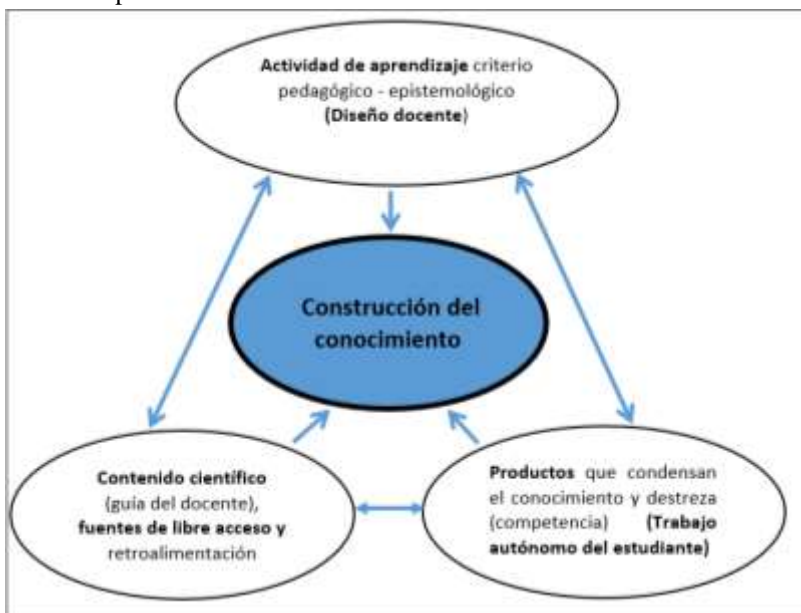 Actividad de aprendizaje criterio
pedagógico - epistemológico
(Diseño docente)
Construcción del
conocimiento
Contenido científico
(guía del docente),
fuentes de libre acceso y
retroalimentación
Productos que condensan
el conocimiento y destreza
(competencia) (Trabajo
autónomo del estudiante)